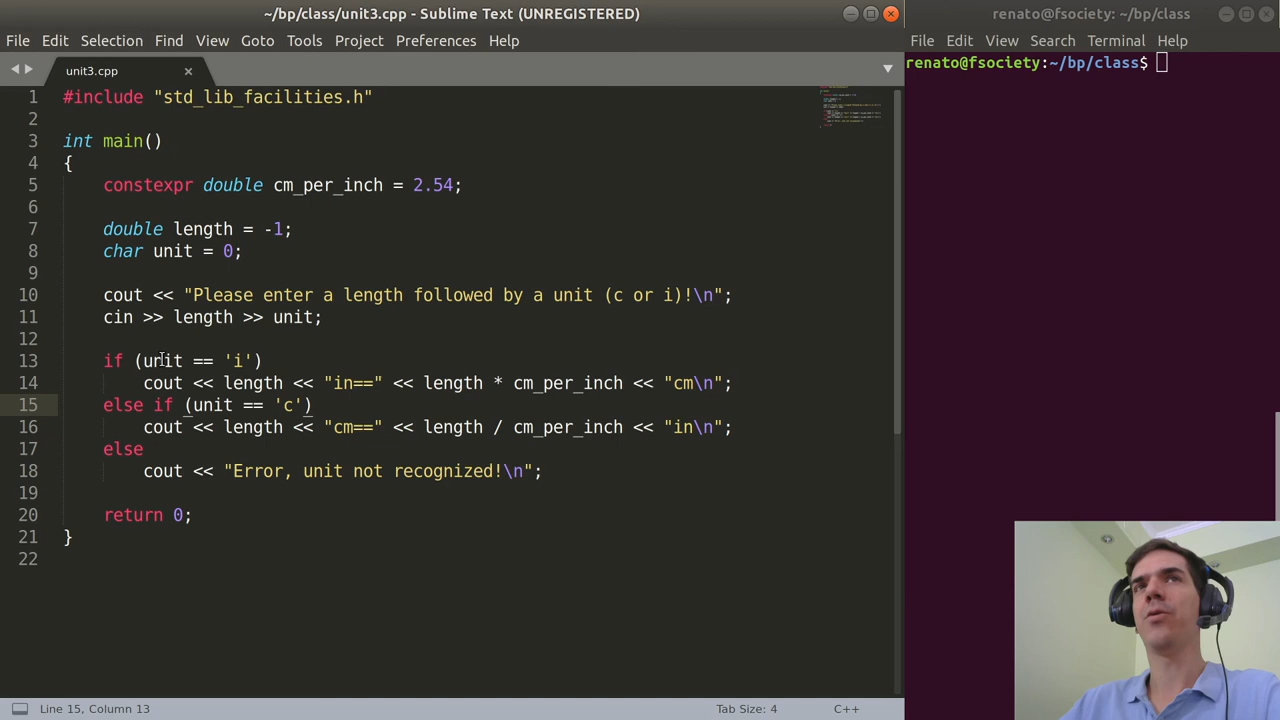 ~/bp/class/unit3.cpp - Sublime Text (UNREGISTERED)
File Edit Selection Find View Goto Tools Project Preferences Help
unit3.cpp
1 #include "std_lib_facilities.h"
2
3 int main()
4 {
5 constexpr double cm_per_inch = 2.54;
6
7 double length = -1;
8 char unit = 0;
9
10 cout << "Please enter a length followed by a unit (c or i)!\n";
11 cin >> length >> unit;
12
13 if (unit == 'i')
14 cout << length << "in==" << length * cm_per_inch << "cm\n";
15 else if (unit == 'c')
16 cout << length << "cm==" << length / cm_per_inch << "in\n";
17 else
18 cout << "Error, unit not recognized!\n";
19
20 return 0;
21 }
22
Line 15, Column 13 Tab Size: 4 C++
renato@fsociety: ~/bp/class
File Edit View Search Terminal Help
renato@fsociety:~/bp/class$